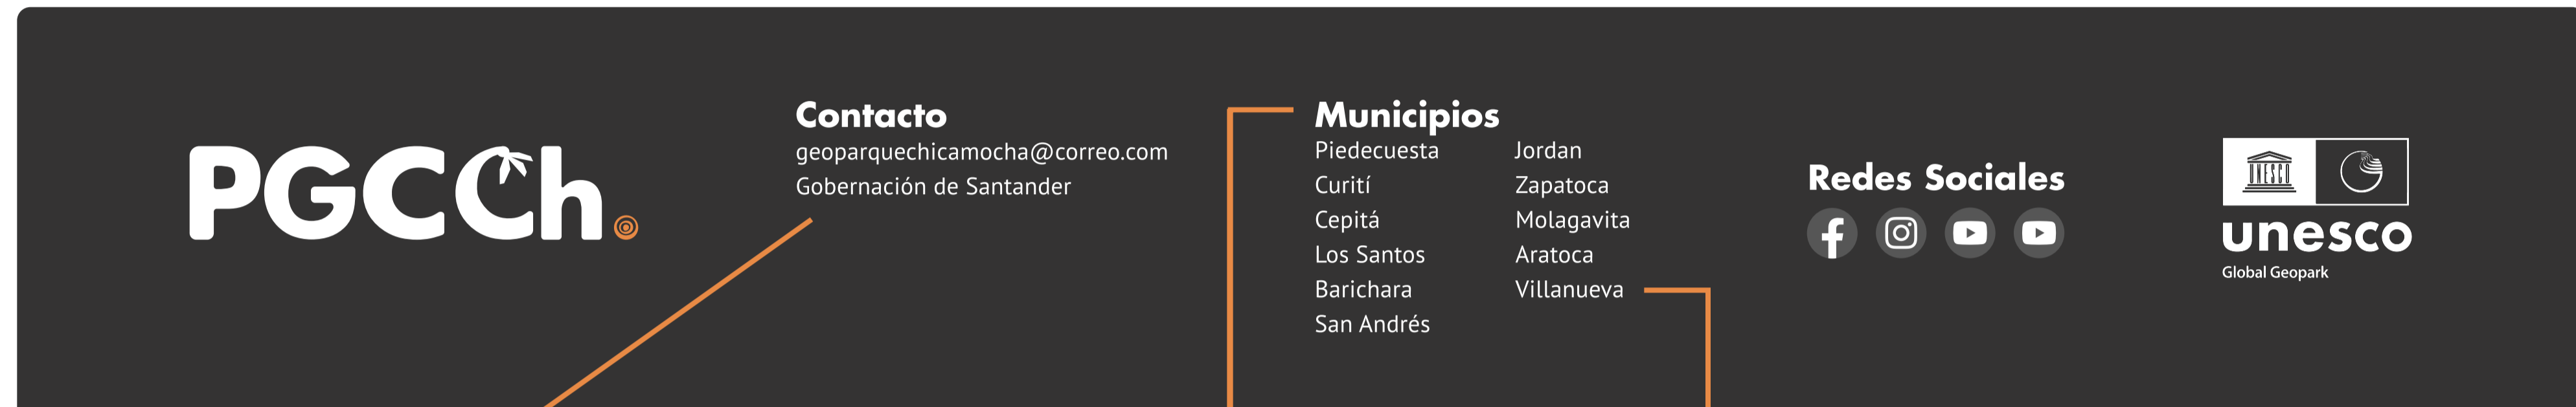 PGCCh
Contacto
geoparquechicamocha@correo.com
Gobernación de Santander
Municipios
Piedecuesta
Curití
Cepitá
Los Santos
Barichara
San Andrés
Jordan
Zapatoca
Molagavita
Aratoca
Villanueva
Redes Sociales
UNESCO
unesco
Global Geopark